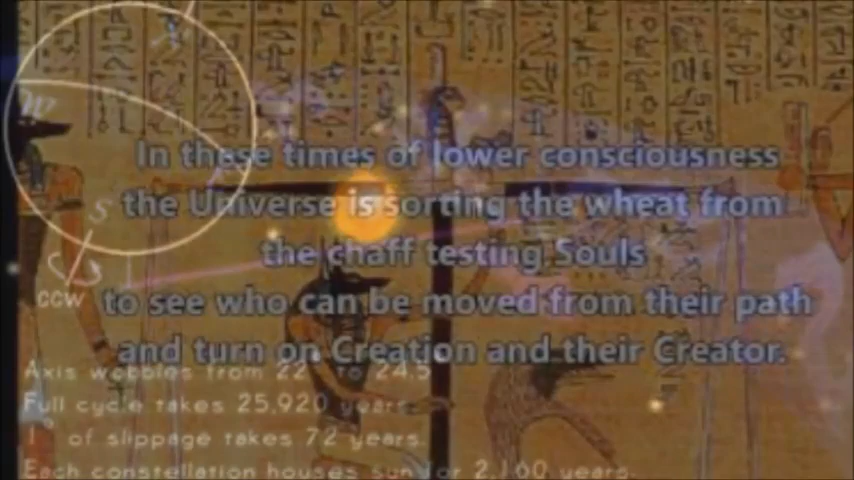 W
S
CCW
In these times of lower consciousness
the Universe is sorting the wheat from
the chaff testing Souls
to see who can be moved from their path
and turn on Creation and their Creator.
Axis wobbles from 22° to 24.5
Full cycle takes 25,920 years.
1° of slippage takes 72 years.
Each constellation houses sun for 2,160 years.